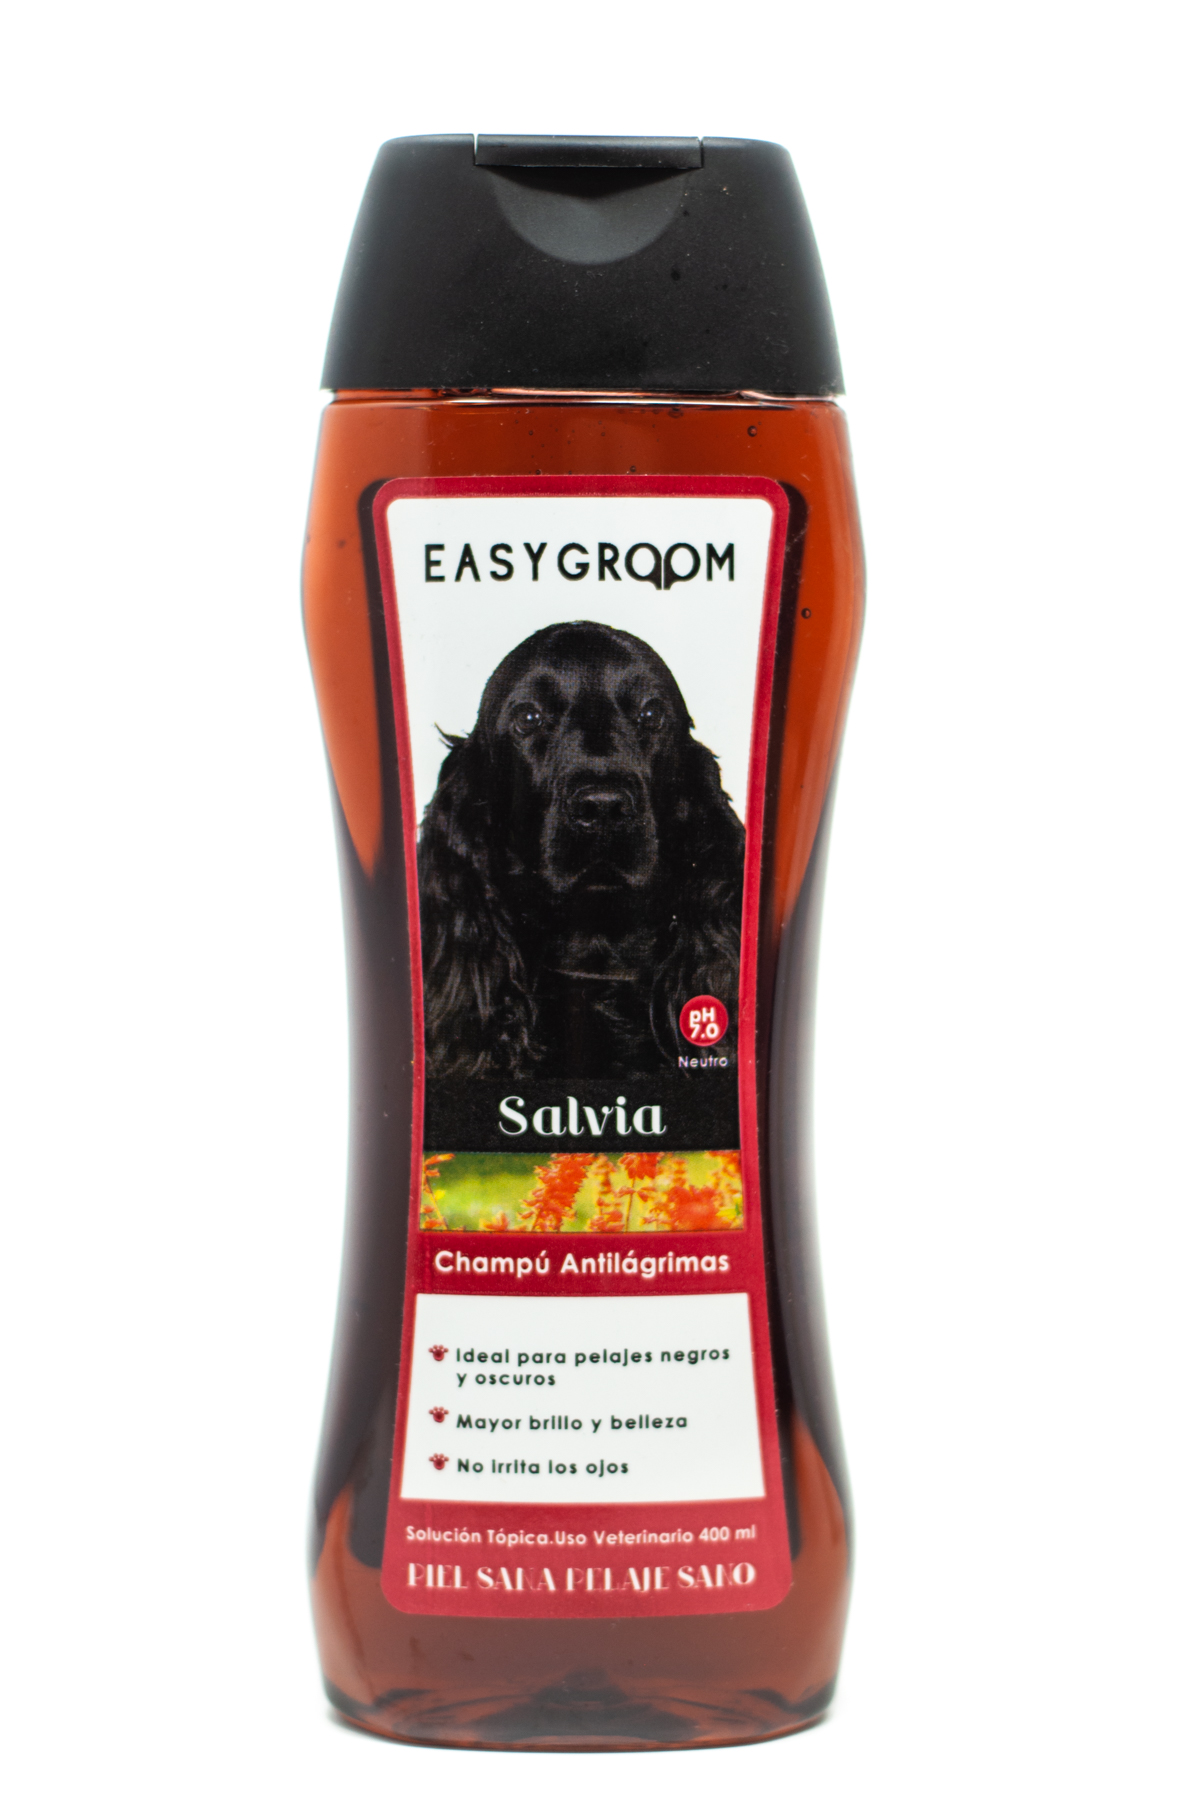 EASYGROOM
pH
7.0
Neutro
Salvia
Champú Antilágrimas
Ideal para pelajes negros
y oscuros
Mayor brillo y belleza
No irrita los ojos
Solución Tópica.Uso Veterinario 400 ml
PIEL SANA PELAJE SANO